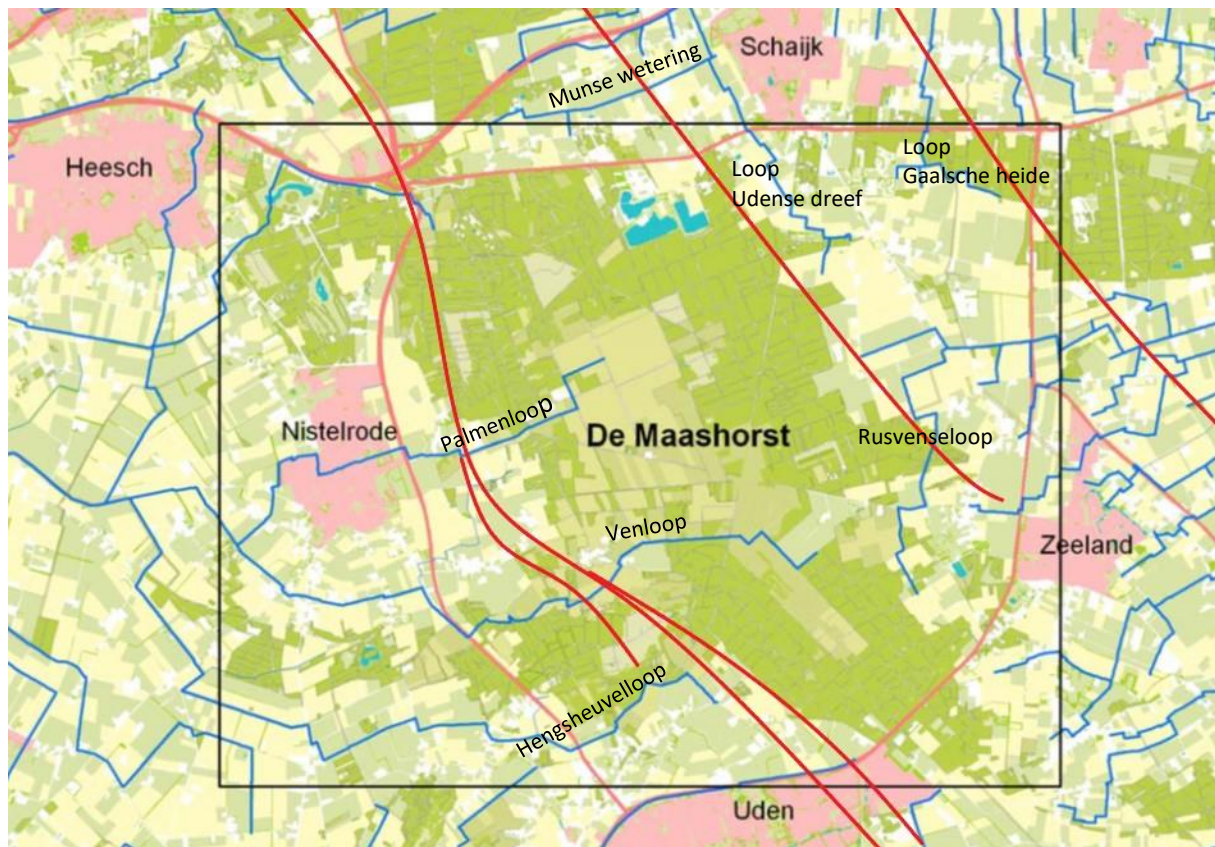 Schaijk
Munse wetering
Heesch
Loop
Gaalsche heide
Loop
Udense dreef
Palmenloop
Nistelrode
De Maashorst
Rusvenseloop
Venloop
Zeeland
Hengsheuvelloop
Uden